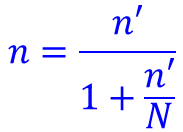 n = n′ / (1 + n′/N)